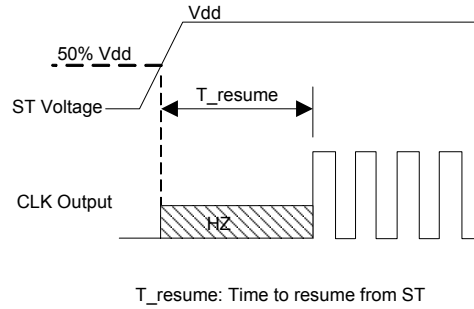 Vdd
50% Vdd
T_resume
ST Voltage
CLK Output
HZ
T_resume: Time to resume from ST